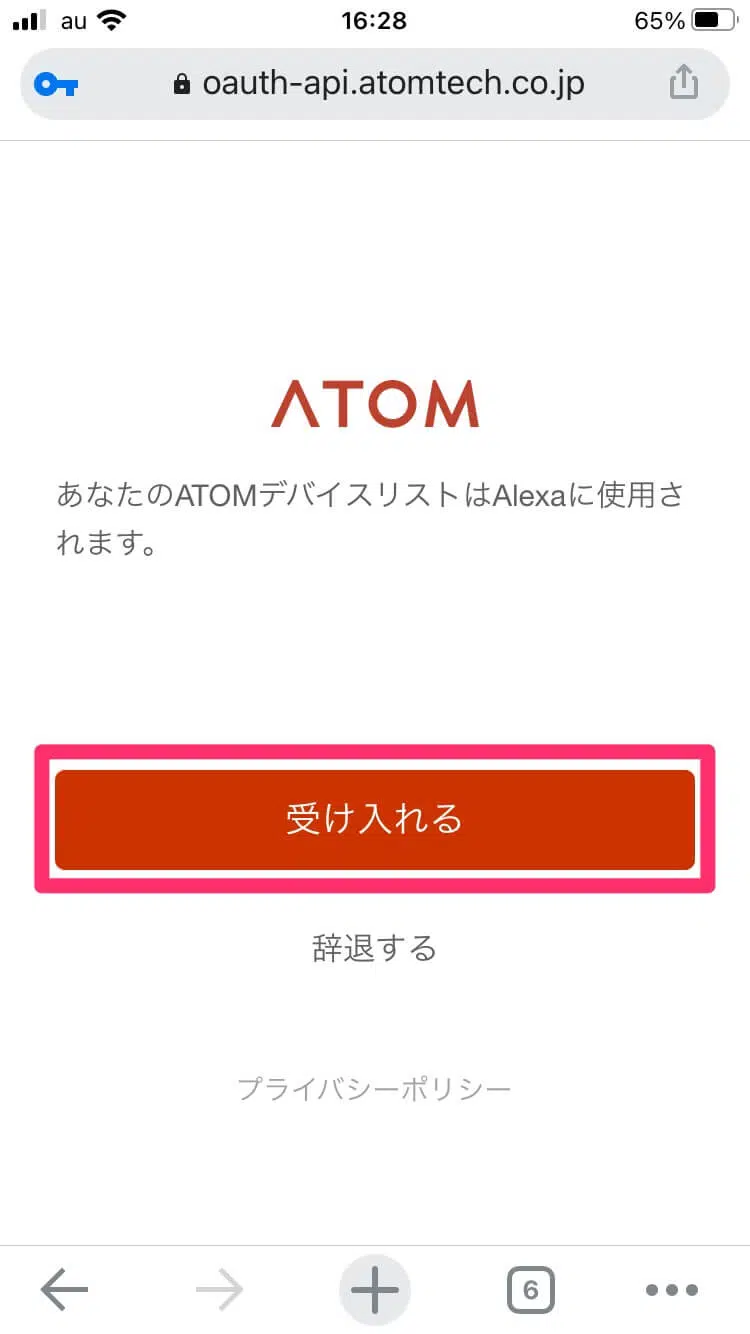 au
16:28
65%
oauth-api.atomtech.co.jp
ATOM
あなたのATOMデバイスリストはAlexaに使用さ
れます。
受け入れる
辞退する
プライバシーポリシー
6